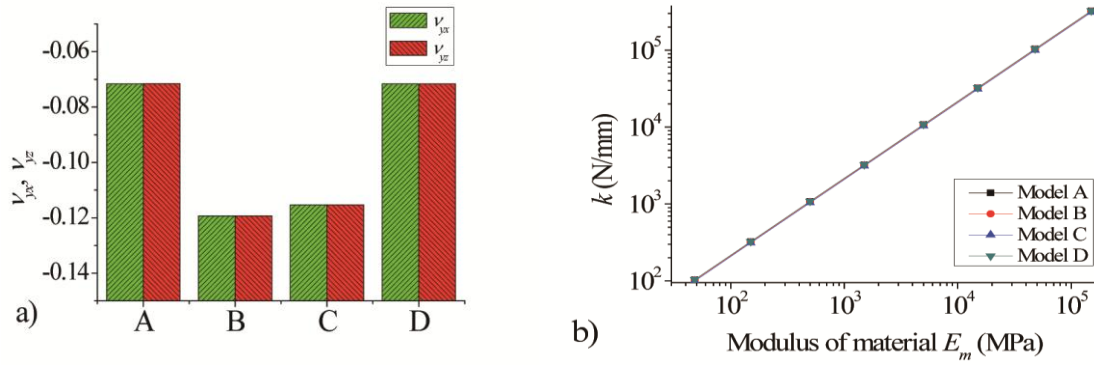 -0.06
-0.08
-0.10
-0.12
-0.14
ν_yx, ν_yz
ν_yx
ν_yz
A B C D
a)
10^5
10^4
10^3
10^2
k (N/mm)
Model A
Model B
Model C
Model D
10^2 10^3 10^4 10^5
Modulus of material E_m (MPa)
b)